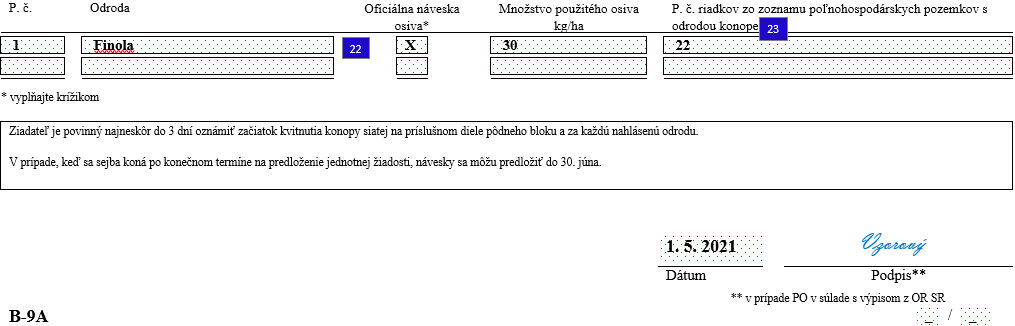 P. č. Odroda Oficiálna náveska osiva* Množstvo použitého osiva kg/ha P. č. riadkov zo zoznamu poľnohospodárskych pozemkov s odrodou konope 23
1 Finola 22 X 30 22
* vyplňajte krížikom
Ziadateľ je povinný najneskôr do 3 dní oznámiť začiatok kvitnutia konopy siatej na príslušnom diele pôdneho bloku a za každú nahlásenú odrodu.
V prípade, keď sa sejba koná po konečnom termíne na predloženie jednotnej žiadosti, návesky sa môžu predložiť do 30. júna.
1. 5. 2021 Vzorový
Dátum Podpis**
** v prípade PO v súlade s výpisom z OR SR
B-9A /